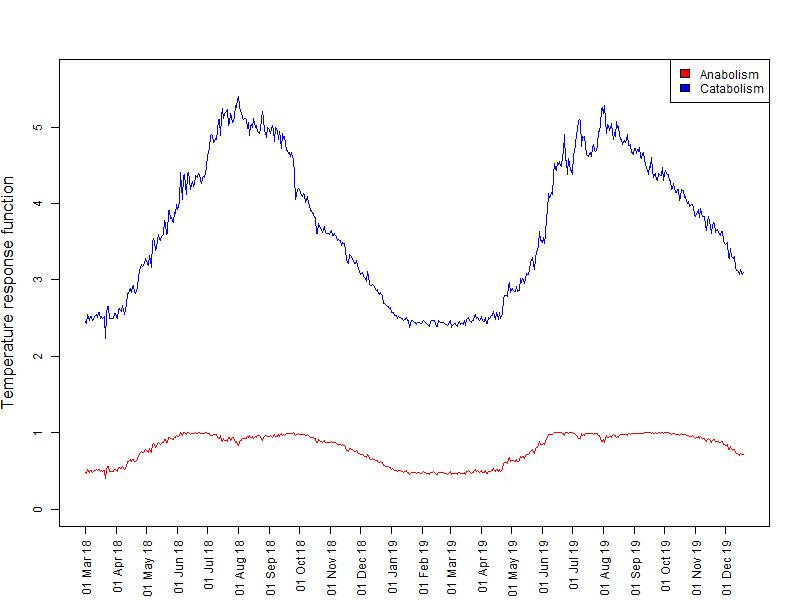 Anabolism
Catabolism
Temperature response function
5
4
3
2
1
0
01 Mar 18
01 Apr 18
01 May 18
01 Jun 18
01 Jul 18
01 Aug 18
01 Sep 18
01 Oct 18
01 Nov 18
01 Dec 18
01 Jan 19
01 Feb 19
01 Mar 19
01 Apr 19
01 May 19
01 Jun 19
01 Jul 19
01 Aug 19
01 Sep 19
01 Oct 19
01 Nov 19
01 Dec 19